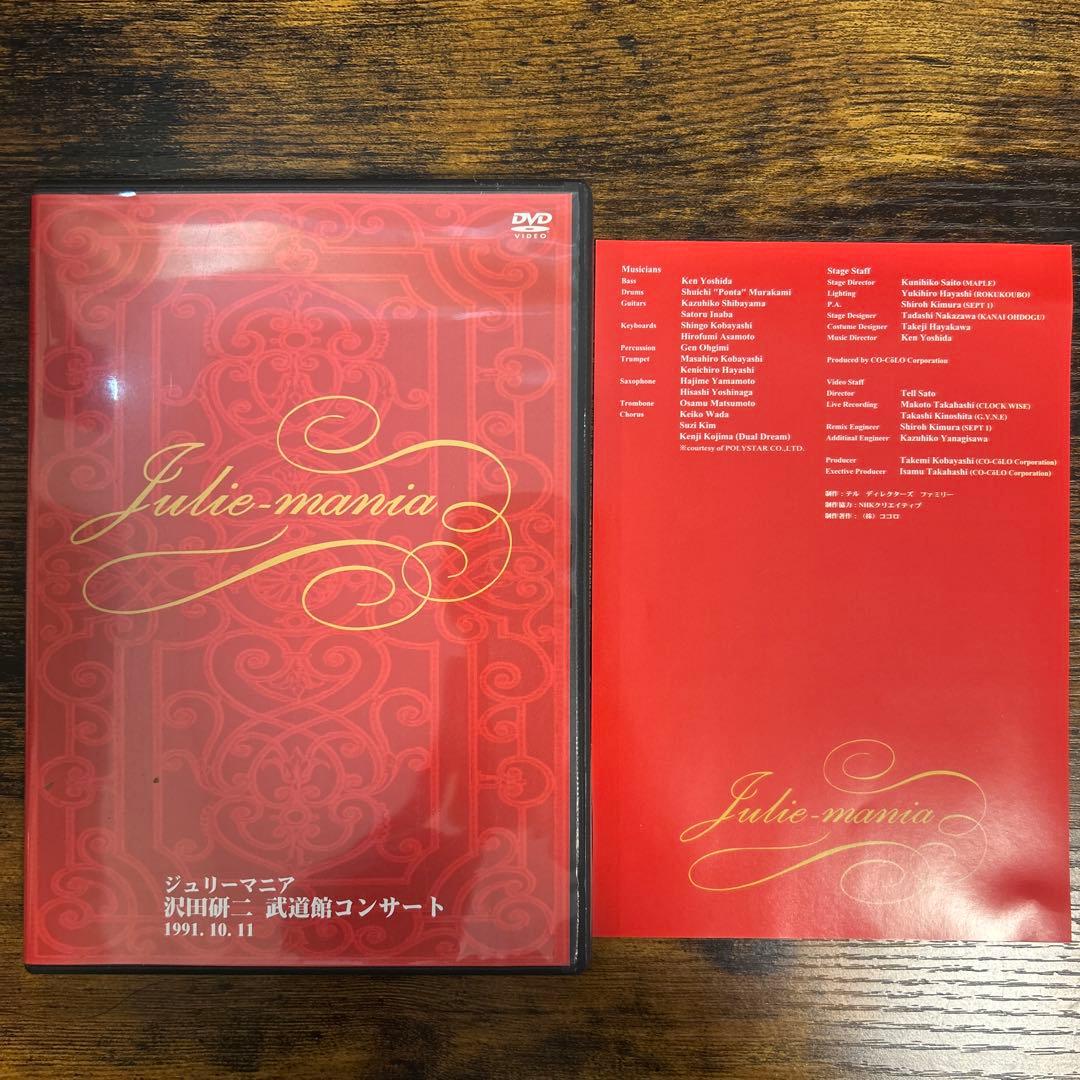 DVD
VIDEO
Julie-mania
ジュリーマニア
沢田研二 武道館コンサート
1991. 10. 11
Musicians
Bass Ken Yoshida
Drums Shuichi "Ponta" Murakami
Guitars Kazuhiko Shibayama
Satoru Inaba
Keyboards Shingo Kobayashi
Hirofumi Asamoto
Percussion Gen Ohgimi
Trumpet Masahiro Kobayashi
Kenichiro Hayashi
Saxophone Hajime Yamamoto
Hisashi Yoshinaga
Trombone Osamu Matsumoto
Chorus Keiko Wada
Suzi Kim
Kenji Kojima (Dual Dream)
※courtesy of POLYSTAR CO.,LTD.
Stage Staff
Stage Director Kunihiko Saito (MAPLE)
Lighting Yukihiro Hayashi (ROKUKOUBO)
P.A. Shiroh Kimura (SEPT 1)
Stage Designer Tadashi Nakazawa (KANAI OHDOGU)
Costume Designer Takeji Hayakawa
Music Director Ken Yoshida
Produced by CO-CöLO Corporation
Video Staff
Director Tell Sato
Live Recording Makoto Takahashi (CLOCK WISE)
Takashi Kinoshita (G.Y.N.E)
Remix Engineer Shiroh Kimura (SEPT 1)
Additinal Engineer Kazuhiko Yanagisawa
Producer Takemi Kobayashi (CO-CöLO Corporation)
Exective Producer Isamu Takahashi (CO-CöLO Corporation)
制作：テル ディレクターズ ファミリー
制作協力：NHKクリエイティブ
制作著作：（株）ココロ
Julie-mania